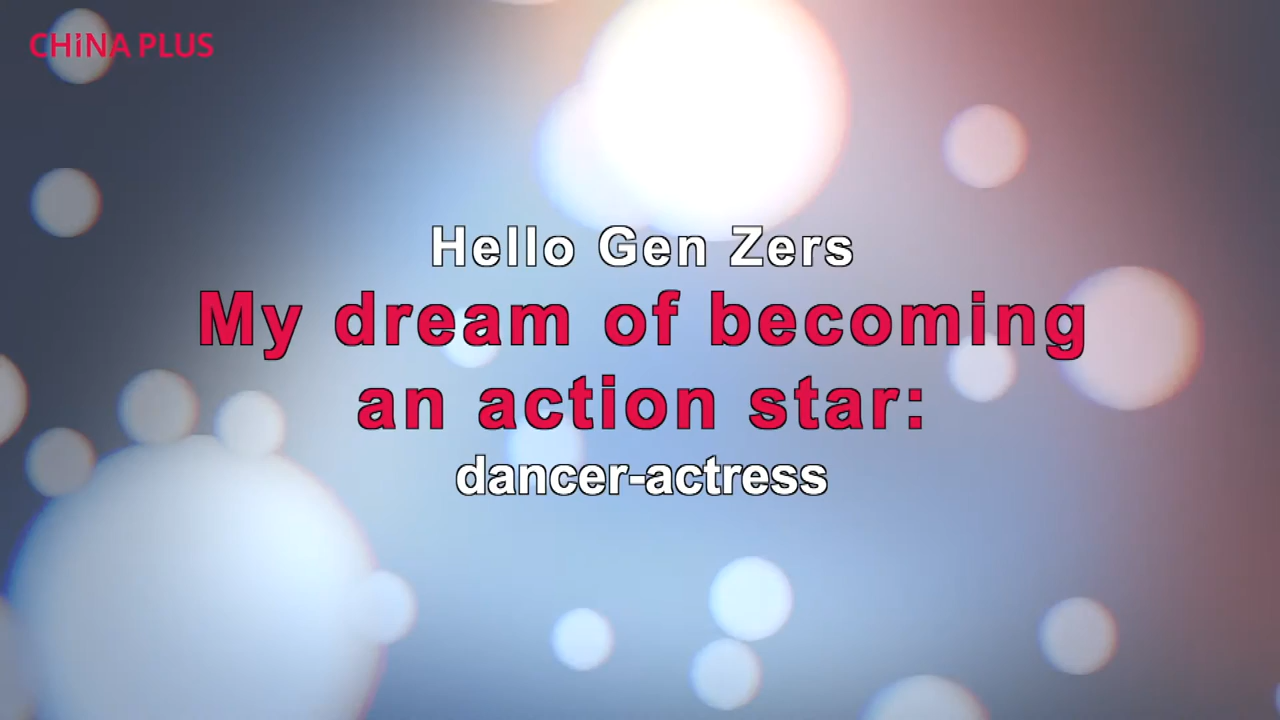 CHiNA PLUS
Hello Gen Zers
My dream of becoming
an action star:
dancer-actress